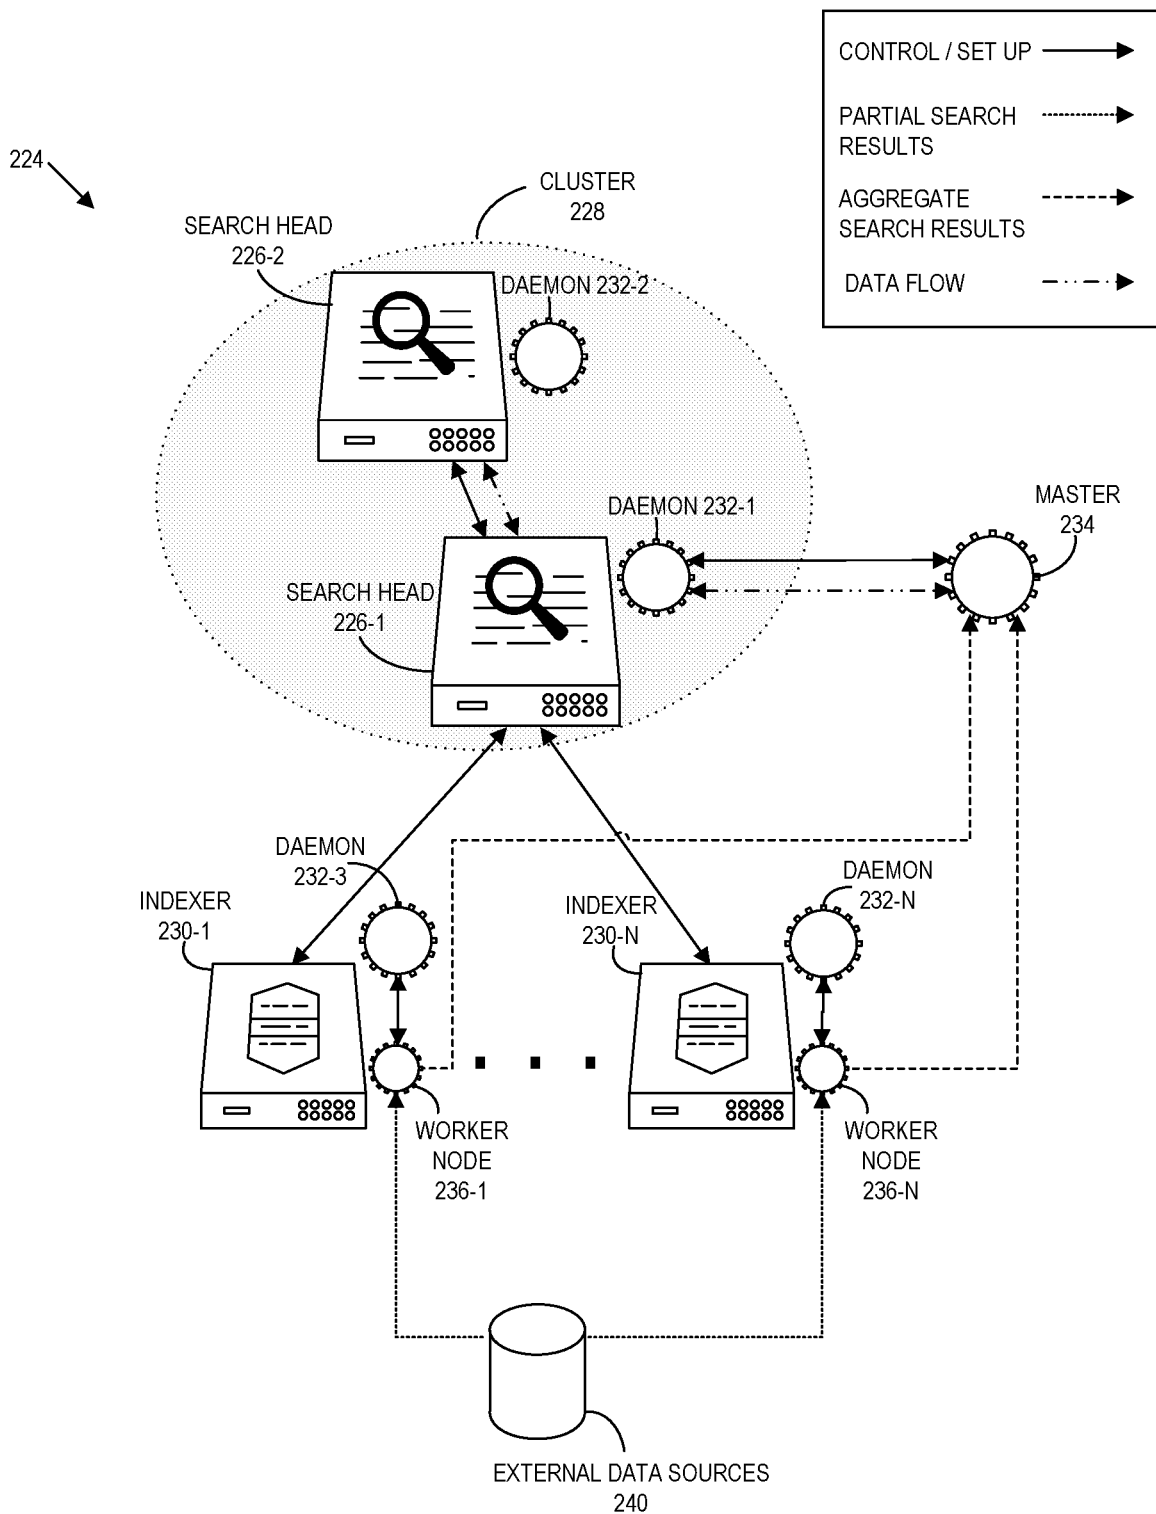 CONTROL / SET UP
PARTIAL SEARCH
RESULTS
AGGREGATE
SEARCH RESULTS
DATA FLOW
224
CLUSTER
228
SEARCH HEAD
226-2
DAEMON 232-2
DAEMON 232-1
MASTER
234
SEARCH HEAD
226-1
DAEMON
232-3
DAEMON
232-N
INDEXER
230-1
INDEXER
230-N
WORKER
NODE
236-1
WORKER
NODE
236-N
EXTERNAL DATA SOURCES
240